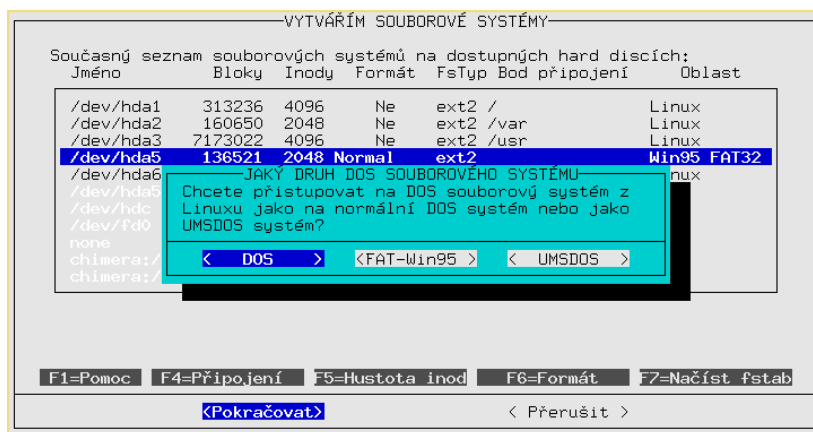 VYTVÁŘÍM SOUBOROVÉ SYSTÉMY
Současný seznam souborových systémů na dostupných hard discích:
Jméno Bloky Inody Formát FsTyp Bod připojení Oblast
/dev/hda1 313236 4096 Ne ext2 / Linux
/dev/hda2 160650 2048 Ne ext2 /var Linux
/dev/hda3 7173022 4096 Ne ext2 /usr Linux
/dev/hda5 136521 2048 Normal ext2 Win95 FAT32
/dev/hda6 nux
JAKÝ DRUH DOS SOUBOROVÉHO SYSTÉMU
/dev/hda5 Chcete přistupovat na DOS souborový systém z
/dev/hdc Linuxu jako na normální DOS systém nebo jako
/dev/fd0 UMSDOS systém?
none
chimera:/ < DOS > <FAT-Win95 > < UMSDOS >
chimera:/
F1=Pomoc F4=Připojení F5=Hustota inod F6=Formát F7=Načíst fstab
<Pokračovat> < Přerušit >